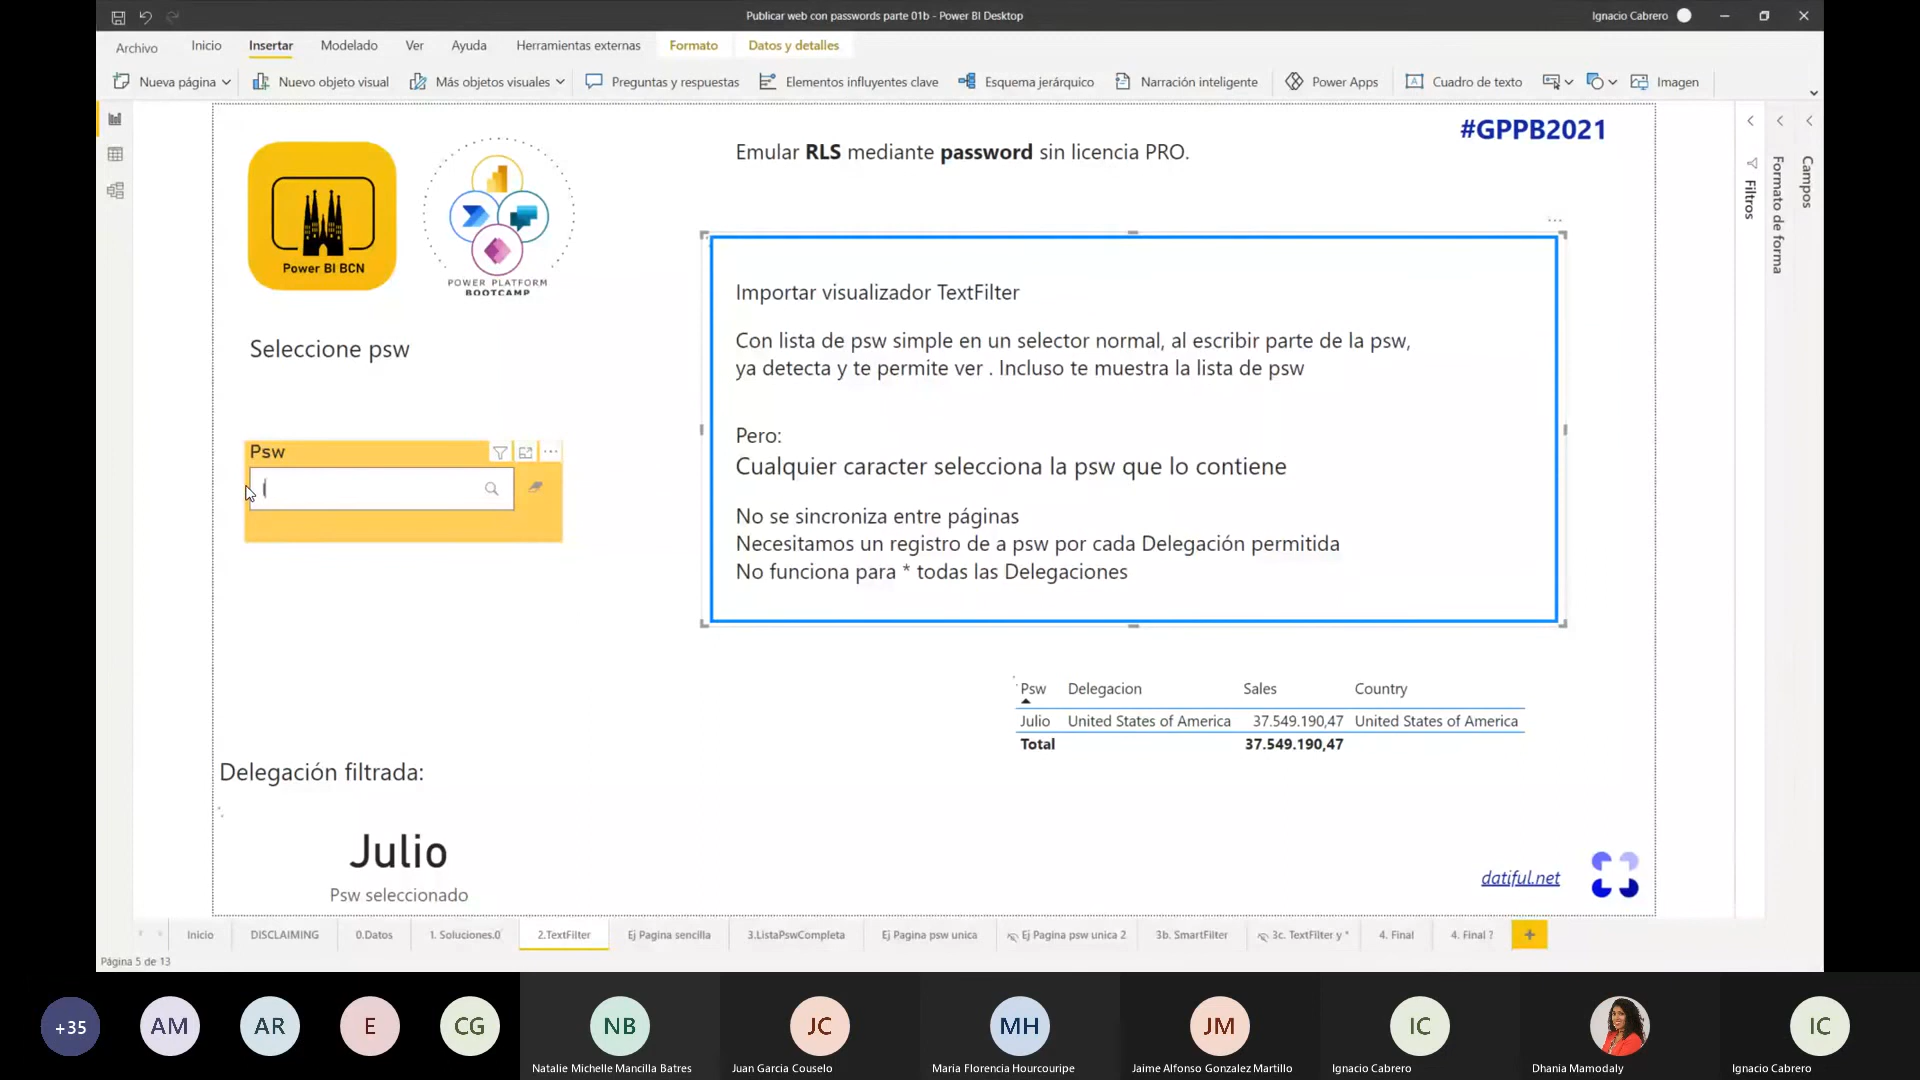 Publicar web con passwords parte 01b - Power BI Desktop
Ignacio Cabrero
Archivo
Inicio
Insertar
Modelado
Ver
Ayuda
Herramientas externas
Formato
Datos y detalles
Nueva página
Nuevo objeto visual
Más objetos visuales
Preguntas y respuestas
Elementos influyentes clave
Esquema jerárquico
Narración inteligente
Power Apps
Cuadro de texto
Imagen
#GPPB2021
Emular RLS mediante password sin licencia PRO.
Power BI BCN
POWER PLATFORM
BOOTCAMP
Filtros
Formato de forma
Campos
Importar visualizador TextFilter
Con lista de psw simple en un selector normal, al escribir parte de la psw,
ya detecta y te permite ver . Incluso te muestra la lista de psw
Pero:
Cualquier caracter selecciona la psw que lo contiene
No se sincroniza entre páginas
Necesitamos un registro de a psw por cada Delegación permitida
No funciona para * todas las Delegaciones
Seleccione psw
Psw
Psw Delegacion Sales Country
Julio United States of America 37.549.190,47 United States of America
Total 37.549.190,47
Delegación filtrada:
Julio
Psw seleccionado
datiful.net
Inicio
DISCLAIMING
0.Datos
1. Soluciones.0
2.TextFilter
Ej Pagina sencilla
3.ListaPswCompleta
Ej Pagina psw unica
Ej Pagina psw unica 2
3b. SmartFilter
3c. TextFilter y *
4. Final
4. Final ?
Página 5 de 13
+35
AM
AR
E
CG
NB
JC
MH
JM
IC
IC
Natalie Michelle Mancilla Batres
Juan Garcia Couselo
Maria Florencia Hourcouripe
Jaime Alfonso Gonzalez Martillo
Ignacio Cabrero
Dhania Mamodaly
Ignacio Cabrero